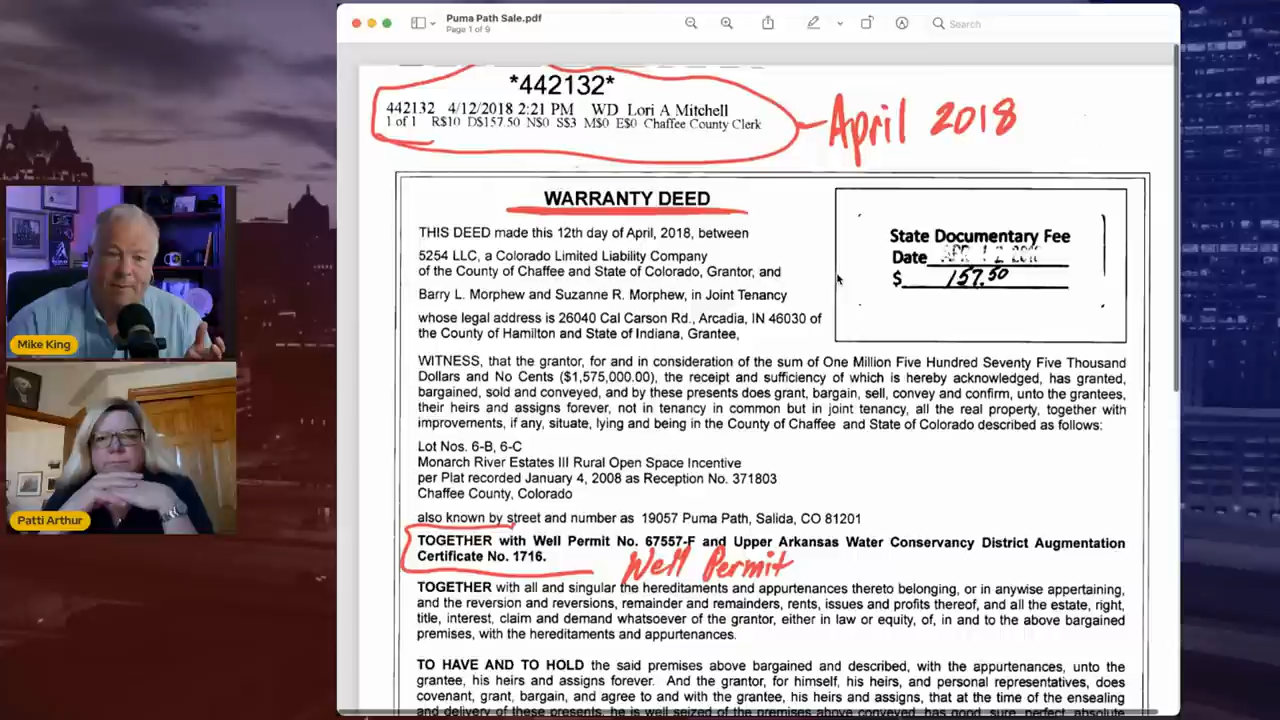 Puma Path Sale.pdf
Page 1 of 9
Search
*442132*
442132 4/12/2018 2:21 PM WD Lori A Mitchell
1 of 1 R$10 D$157.50 N$0 S$3 M$0 E$0 Chaffee County Clerk
April 2018
WARRANTY DEED
THIS DEED made this 12th day of April, 2018, between
5254 LLC, a Colorado Limited Liability Company
of the County of Chaffee and State of Colorado, Grantor, and
Barry L. Morphew and Suzanne R. Morphew, in Joint Tenancy
whose legal address is 26040 Cal Carson Rd., Arcadia, IN 46030 of
the County of Hamilton and State of Indiana, Grantee,
State Documentary Fee
Date
$ 157.50
WITNESS, that the grantor, for and in consideration of the sum of One Million Five Hundred Seventy Five Thousand
Dollars and No Cents ($1,575,000.00), the receipt and sufficiency of which is hereby acknowledged, has granted,
bargained, sold and conveyed, and by these presents does grant, bargain, sell, convey and confirm, unto the grantees,
their heirs and assigns forever, not in tenancy in common but in joint tenancy, all the real property, together with
improvements, if any, situate, lying and being in the County of Chaffee and State of Colorado described as follows:
Lot Nos. 6-B, 6-C
Monarch River Estates III Rural Open Space Incentive
per Plat recorded January 4, 2008 as Reception No. 371803
Chaffee County, Colorado
also known by street and number as 19057 Puma Path, Salida, CO 81201
TOGETHER with Well Permit No. 67557-F and Upper Arkansas Water Conservancy District Augmentation
Certificate No. 1716.
Well Permit
TOGETHER with all and singular the hereditaments and appurtenances thereto belonging, or in anywise appertaining,
and the reversion and reversions, remainder and remainders, rents, issues and profits thereof, and all the estate, right,
title, interest, claim and demand whatsoever of the grantor, either in law or equity, of, in and to the above bargained
premises, with the hereditaments and appurtenances.
TO HAVE AND TO HOLD the said premises above bargained and described, with the appurtenances, unto the
grantee, his heirs and assigns forever. And the grantor, for himself, his heirs, and personal representatives, does
covenant, grant, bargain, and agree to and with the grantee, his heirs and assigns, that at the time of the ensealing
and delivery of these presents, he is well seized of the premises above conveyed, has good, sure, perfect, absolute
Mike King
Patti Arthur